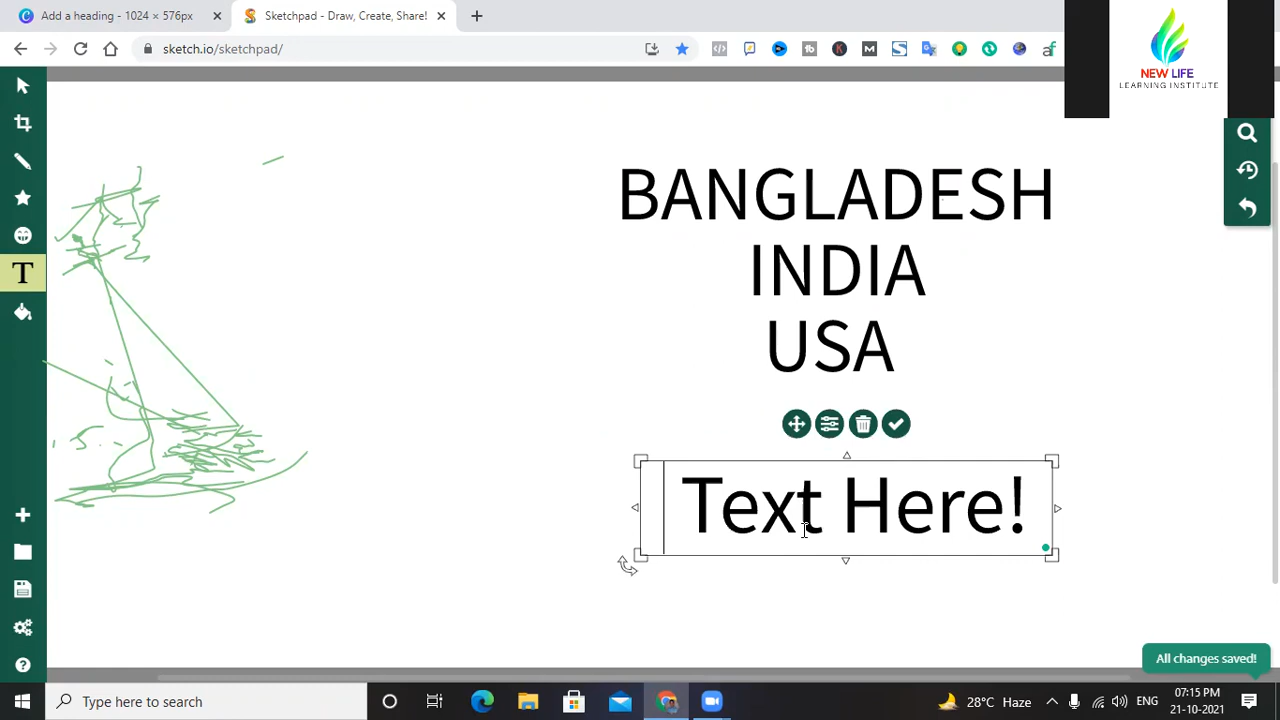 Add a heading - 1024 × 576px
Sketchpad - Draw, Create, Share!
sketch.io/sketchpad/
NEW LIFE
LEARNING INSTITUTE
BANGLADESH
INDIA
USA
Text Here!
All changes saved!
Type here to search
28°C Haze
ENG
07:15 PM
21-10-2021